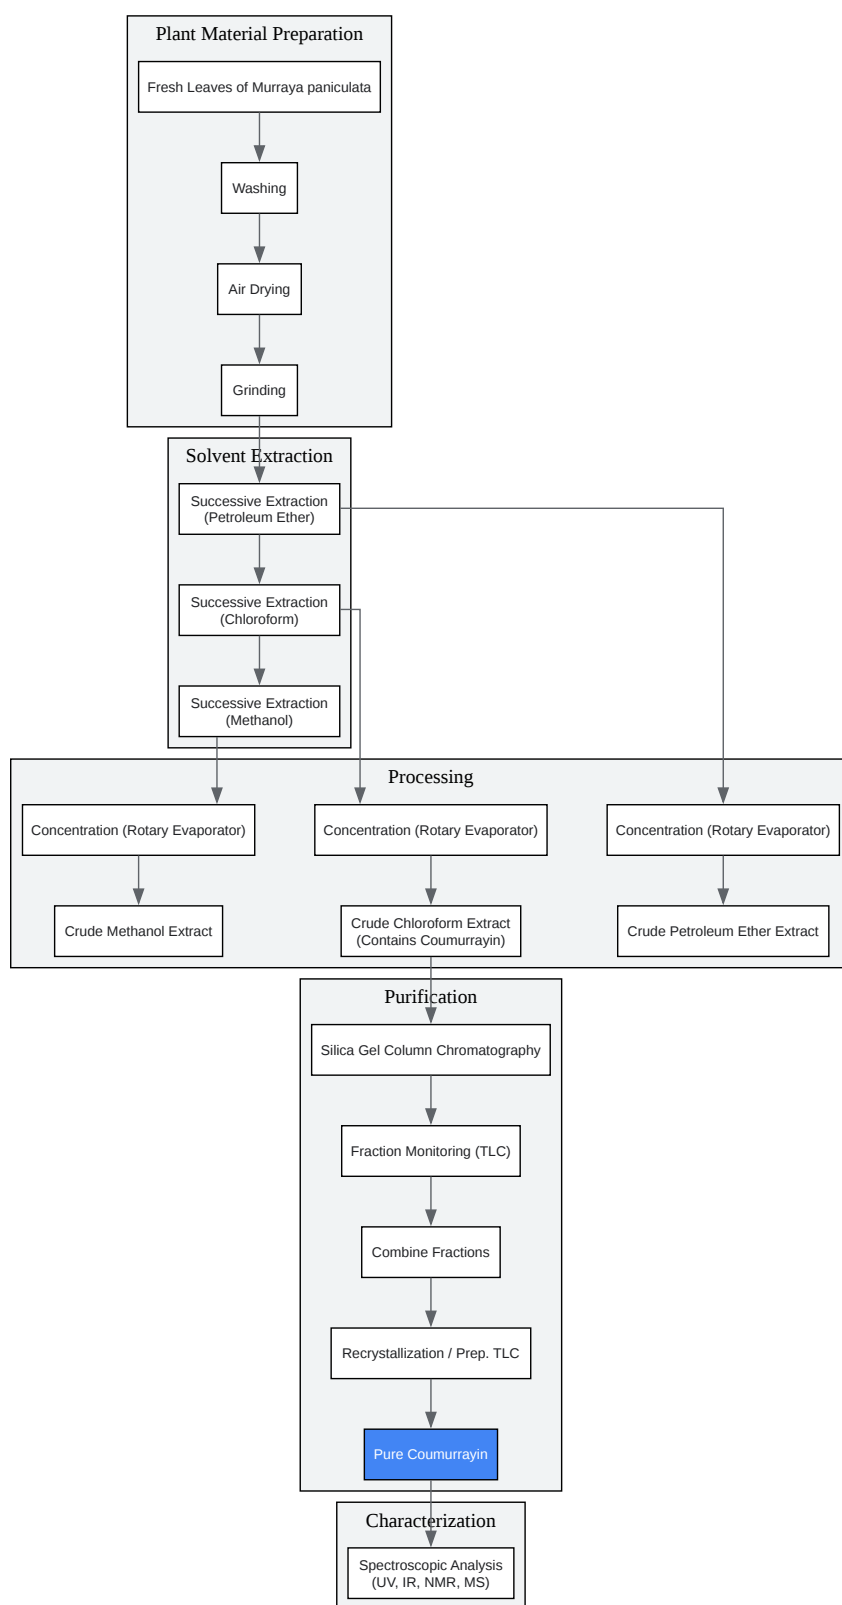 Plant Material Preparation
Fresh Leaves of Murraya paniculata
Washing
Air Drying
Grinding
Solvent Extraction
Successive Extraction
(Petroleum Ether)
Successive Extraction
(Chloroform)
Successive Extraction
(Methanol)
Processing
Concentration (Rotary Evaporator)
Concentration (Rotary Evaporator)
Concentration (Rotary Evaporator)
Crude Methanol Extract
Crude Chloroform Extract
(Contains Coumurrayin)
Crude Petroleum Ether Extract
Purification
Silica Gel Column Chromatography
Fraction Monitoring (TLC)
Combine Fractions
Recrystallization / Prep. TLC
Pure Coumurrayin
Characterization
Spectroscopic Analysis
(UV, IR, NMR, MS)